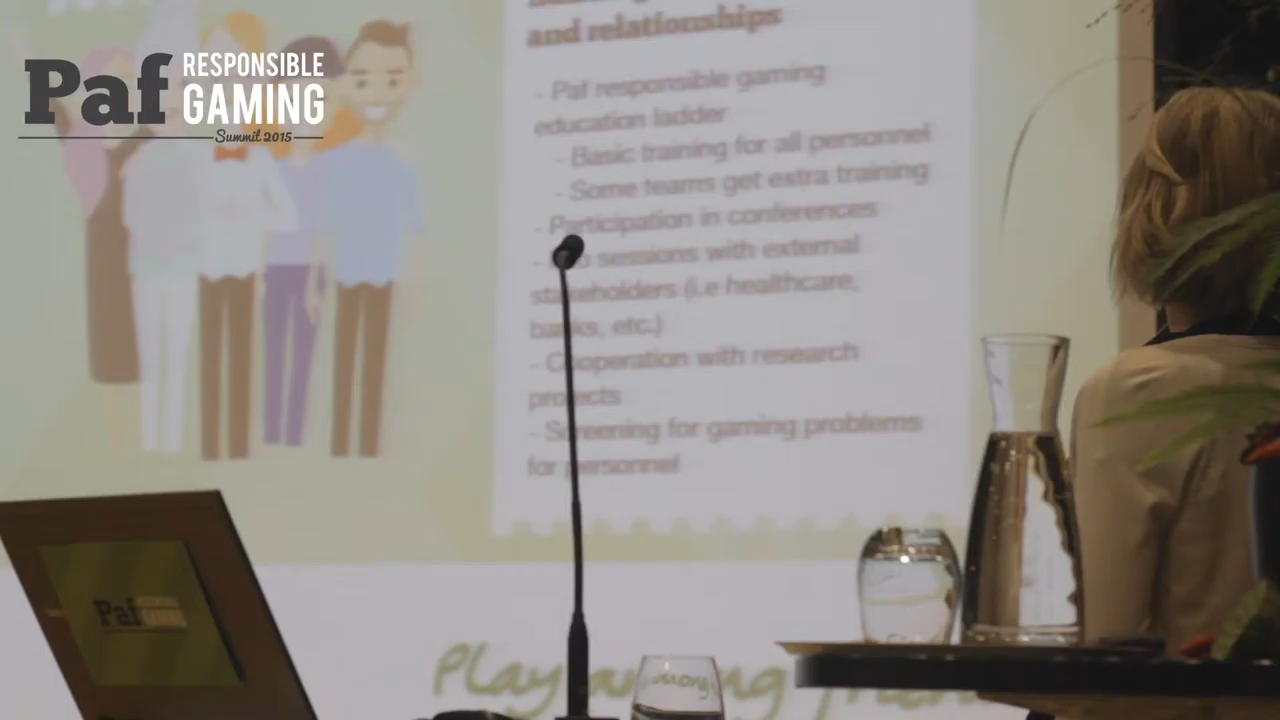 Paf RESPONSIBLE
GAMING
Summit 2015
and relationships
- Paf responsible gaming
education ladder
- Basic training for all personnel
- Some teams get extra training
- Participation in conferences
sessions with external
stakeholders (i.e healthcare,
banks, etc.)
- Cooperation with research
projects
- Screening for gaming problems
for personnel
Paf
Play among